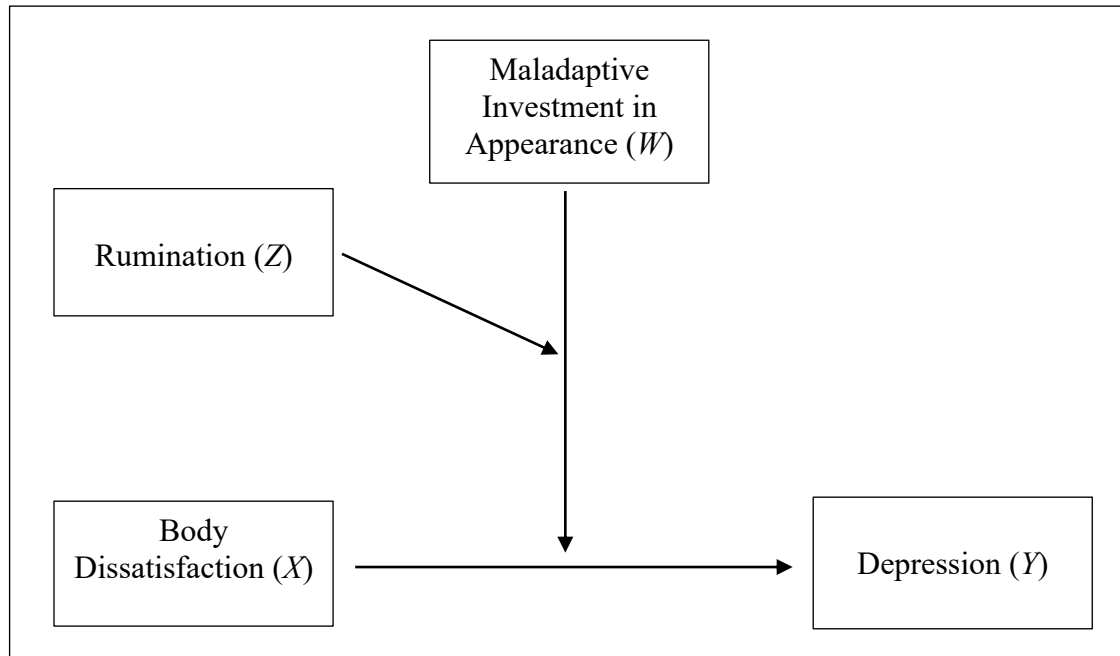 Maladaptive
Investment in
Appearance (W)
Rumination (Z)
Body
Dissatisfaction (X)
Depression (Y)